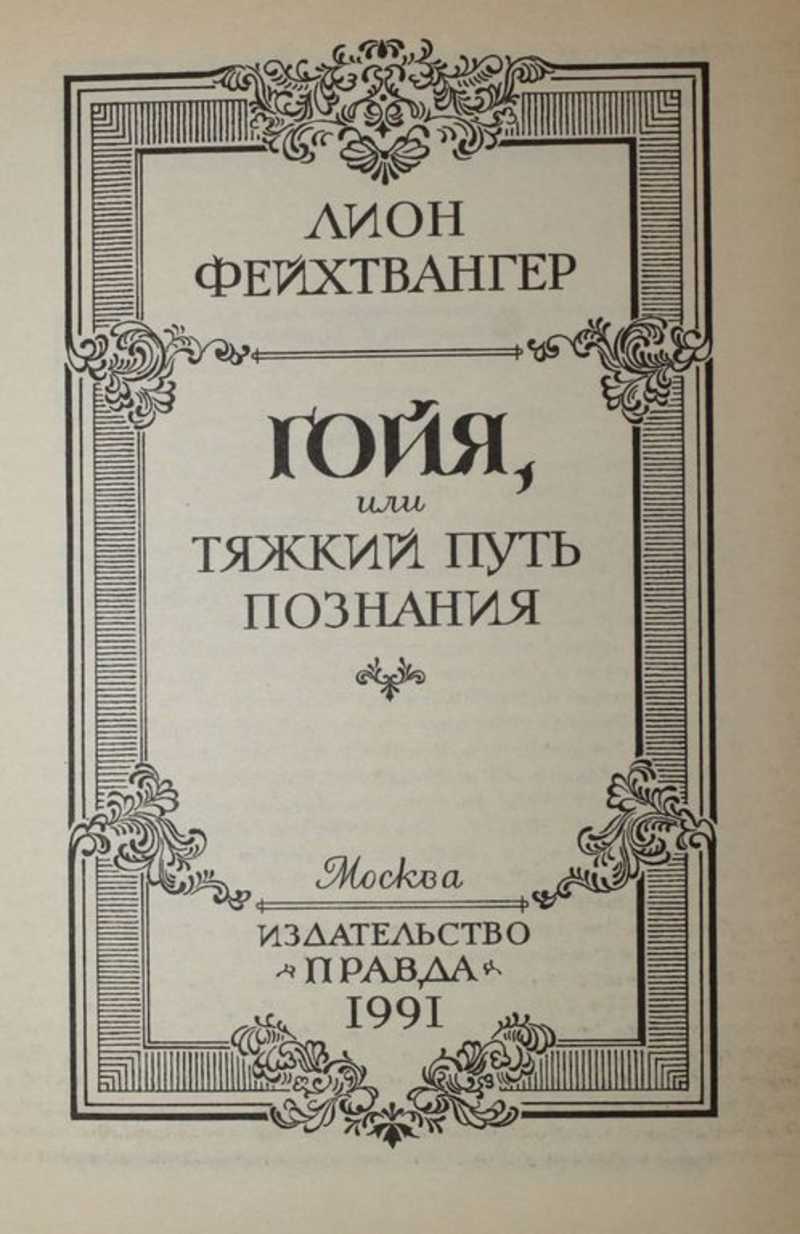 ЛИОН
ФЕЙХТВАНГЕР
ГОЙЯ,
или
ТЯЖКИЙ ПУТЬ
ПОЗНАНИЯ
Москва
ИЗДАТЕЛЬСТВО
«ПРАВДА»
1991